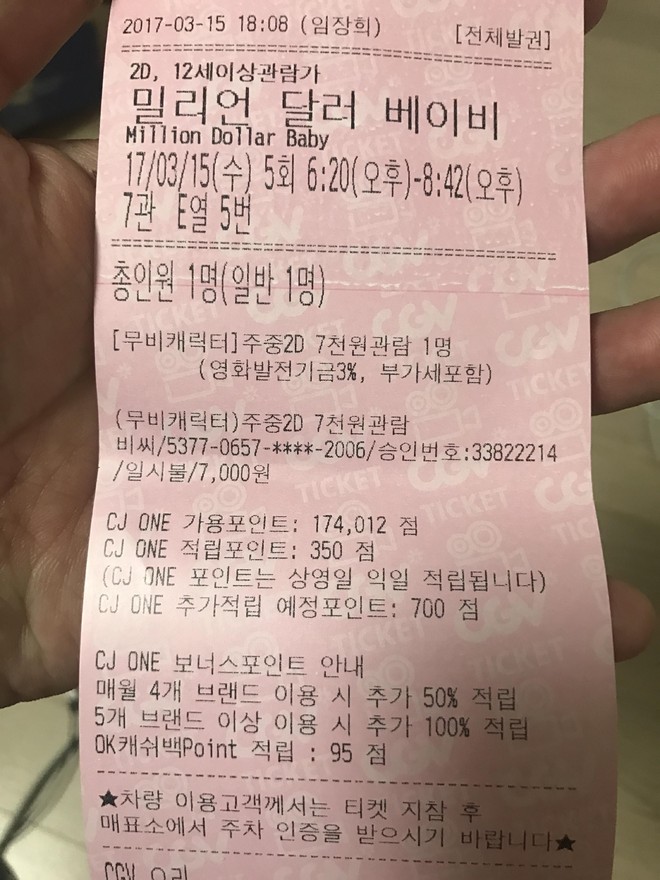 2017-03-15 18:08 (임장희) [전체발권]
2D, 12세이상관람가
밀리언 달러 베이비
Million Dollar Baby
17/03/15(수) 5회 6:20(오후)-8:42(오후)
7관 E열 5번
총인원 1명(일반 1명)
[무비캐릭터]주중2D 7천원관람 1명
(영화발전기금3%, 부가세포함)
(무비캐릭터)주중2D 7천원관람
비씨/5377-0657-****-2006/승인번호:33822214
/일시불/7,000원
CJ ONE 가용포인트: 174,012 점
CJ ONE 적립포인트: 350 점
(CJ ONE 포인트는 상영일 익일 적립됩니다)
CJ ONE 추가적립 예정포인트: 700 점
CJ ONE 보너스포인트 안내
매월 4개 브랜드 이용 시 추가 50% 적립
5개 브랜드 이상 이용 시 추가 100% 적립
OK캐쉬백Point 적립 : 95 점
★차량 이용고객께서는 티켓 지참 후
매표소에서 주차 인증을 받으시기 바랍니다★
CGV